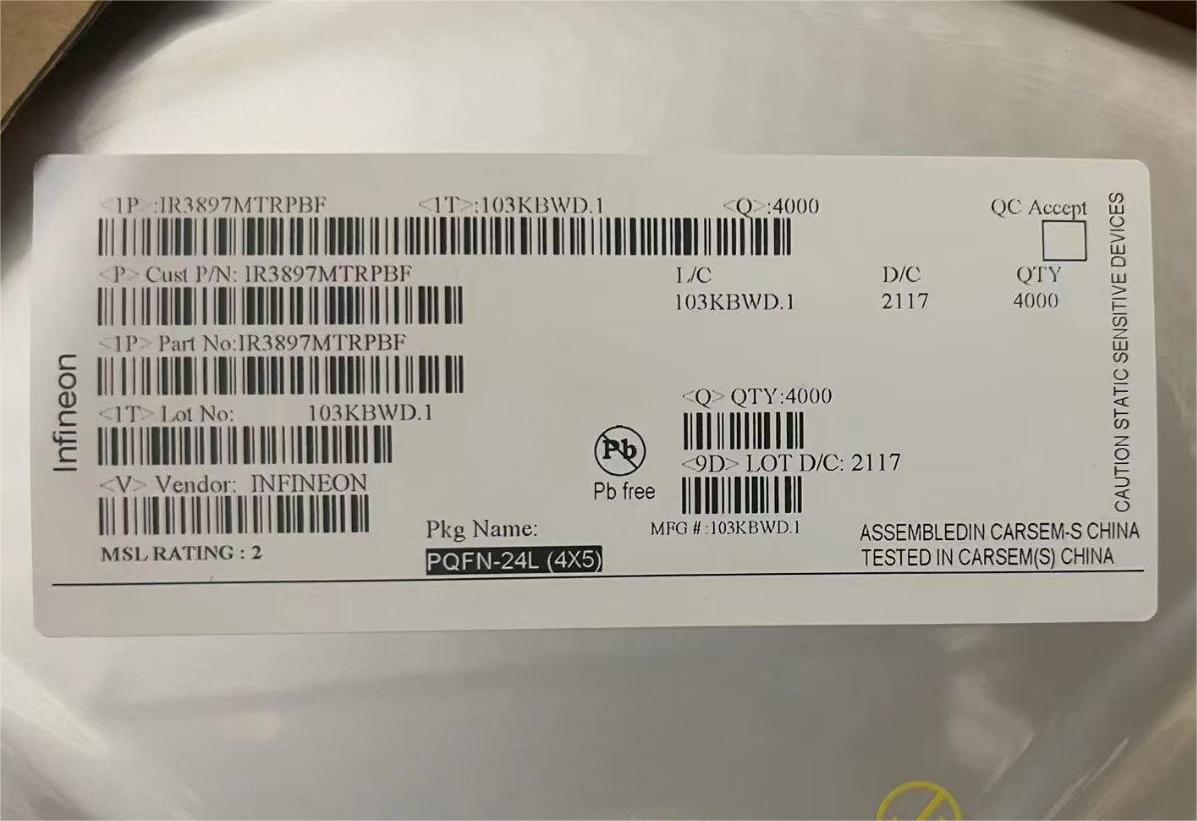 <1P>:IR3897MTRPBF <1T>:103KBWD.1 <Q>:4000
QC Accept
<P> Cust P/N: IR3897MTRPBF
L/C D/C QTY
103KBWD.1 2117 4000
<1P> Part No:IR3897MTRPBF
<1T> Lot No: 103KBWD.1
<Q> QTY:4000
<9D> LOT D/C: 2117
<V> Vendor: INFINEON
Pb
Pb free
MFG # :103KBWD.1
MSL RATING : 2
Pkg Name:
PQFN-24L (4X5)
ASSEMBLEDIN CARSEM-S CHINA
TESTED IN CARSEM(S) CHINA
Infineon
CAUTION STATIC SENSITIVE DEVICES